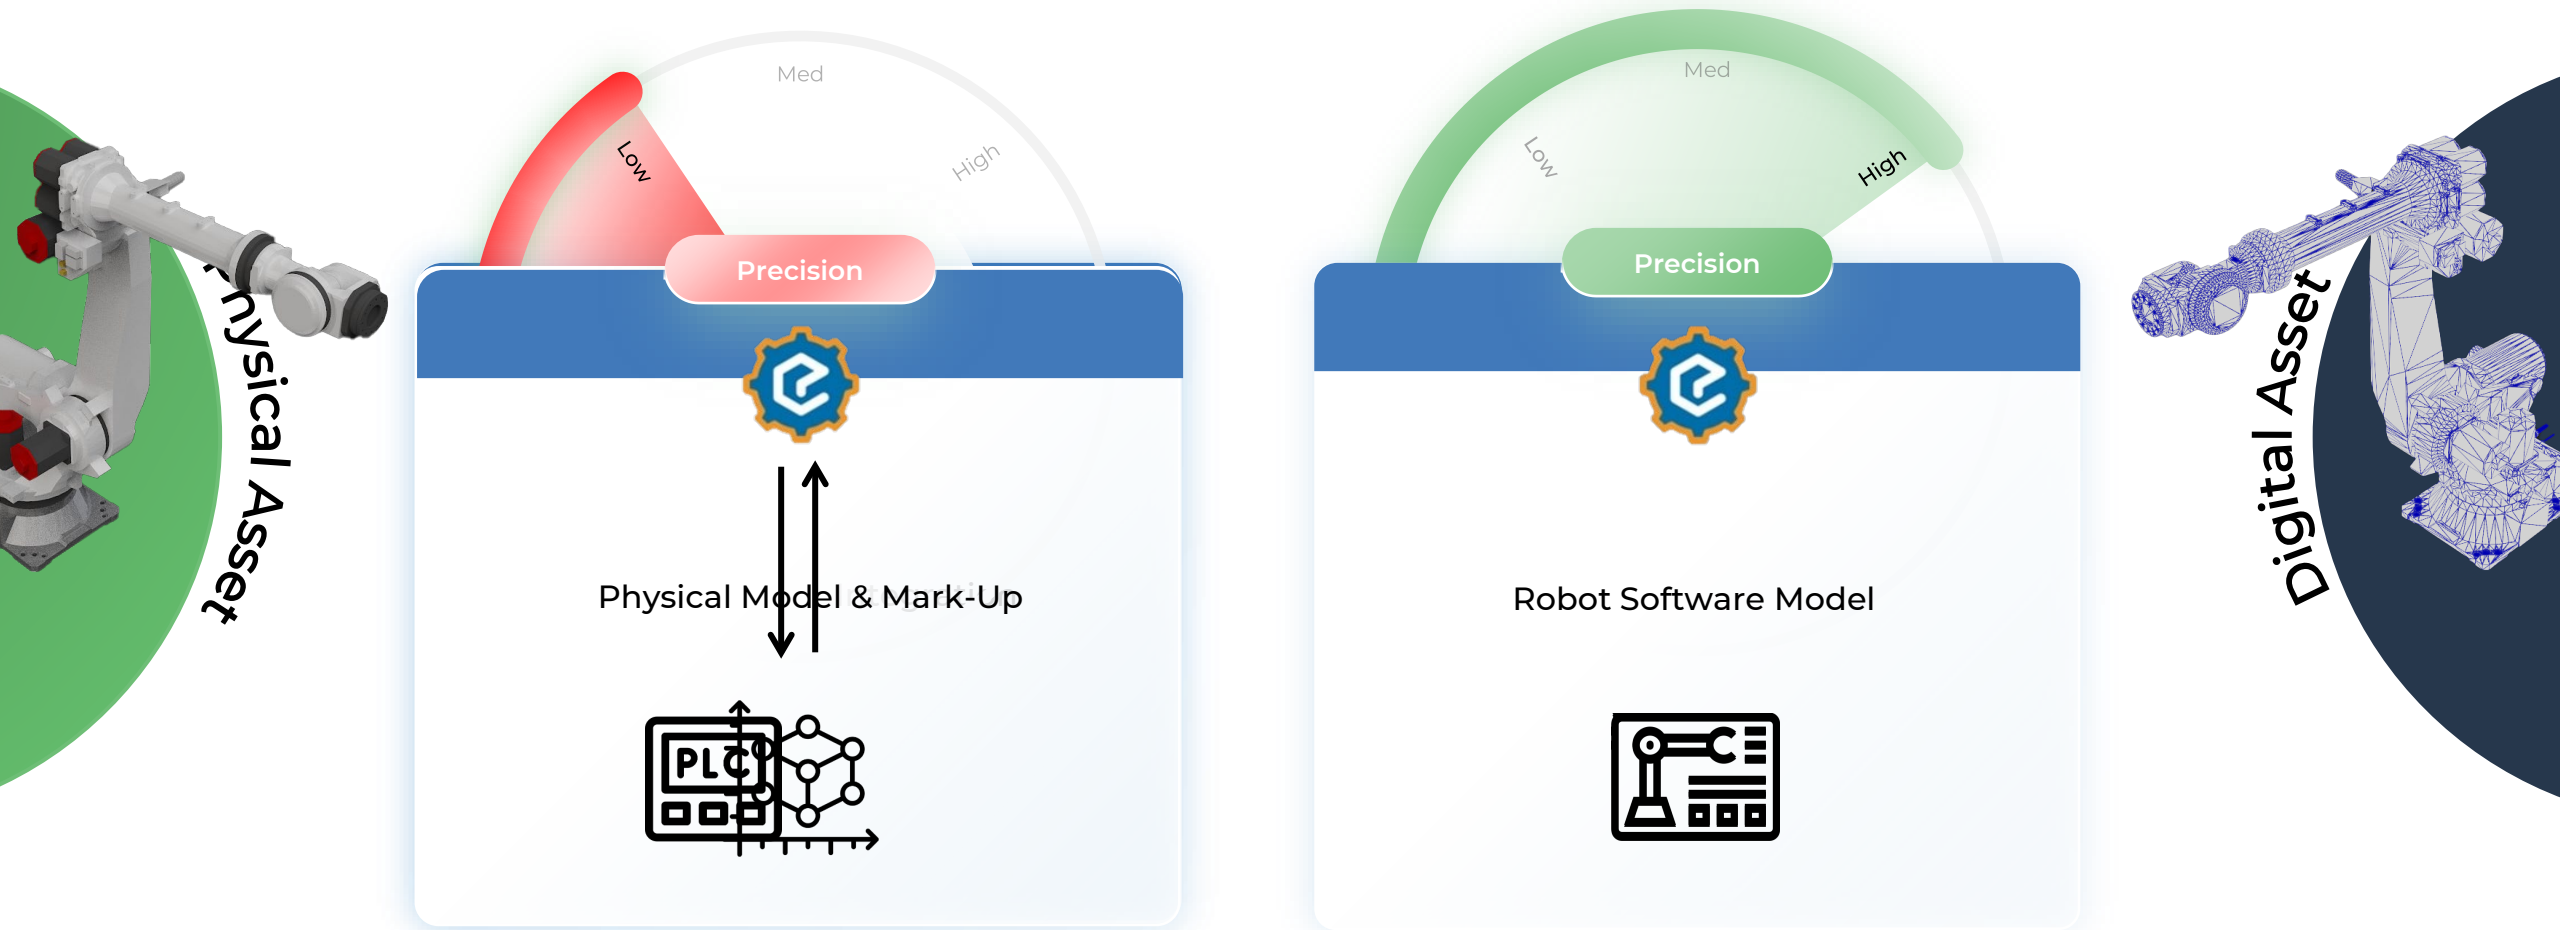 Physical Asset
Low
Med
High
Precision
Physical Model & Mark-Up
PLC
Low
Med
High
Precision
Robot Software Model
Digital Asset